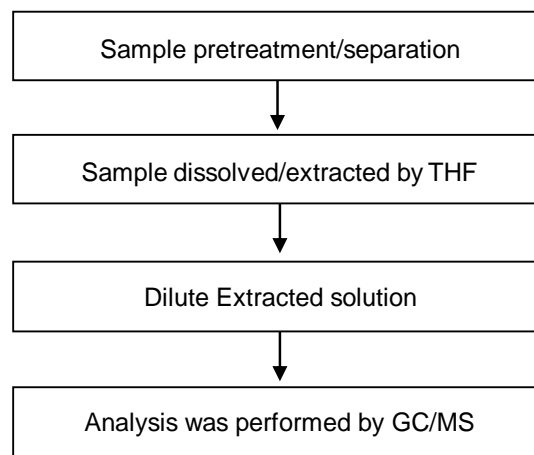 Sample pretreatment/separation
Sample dissolved/extracted by THF
Dilute Extracted solution
Analysis was performed by GC/MS